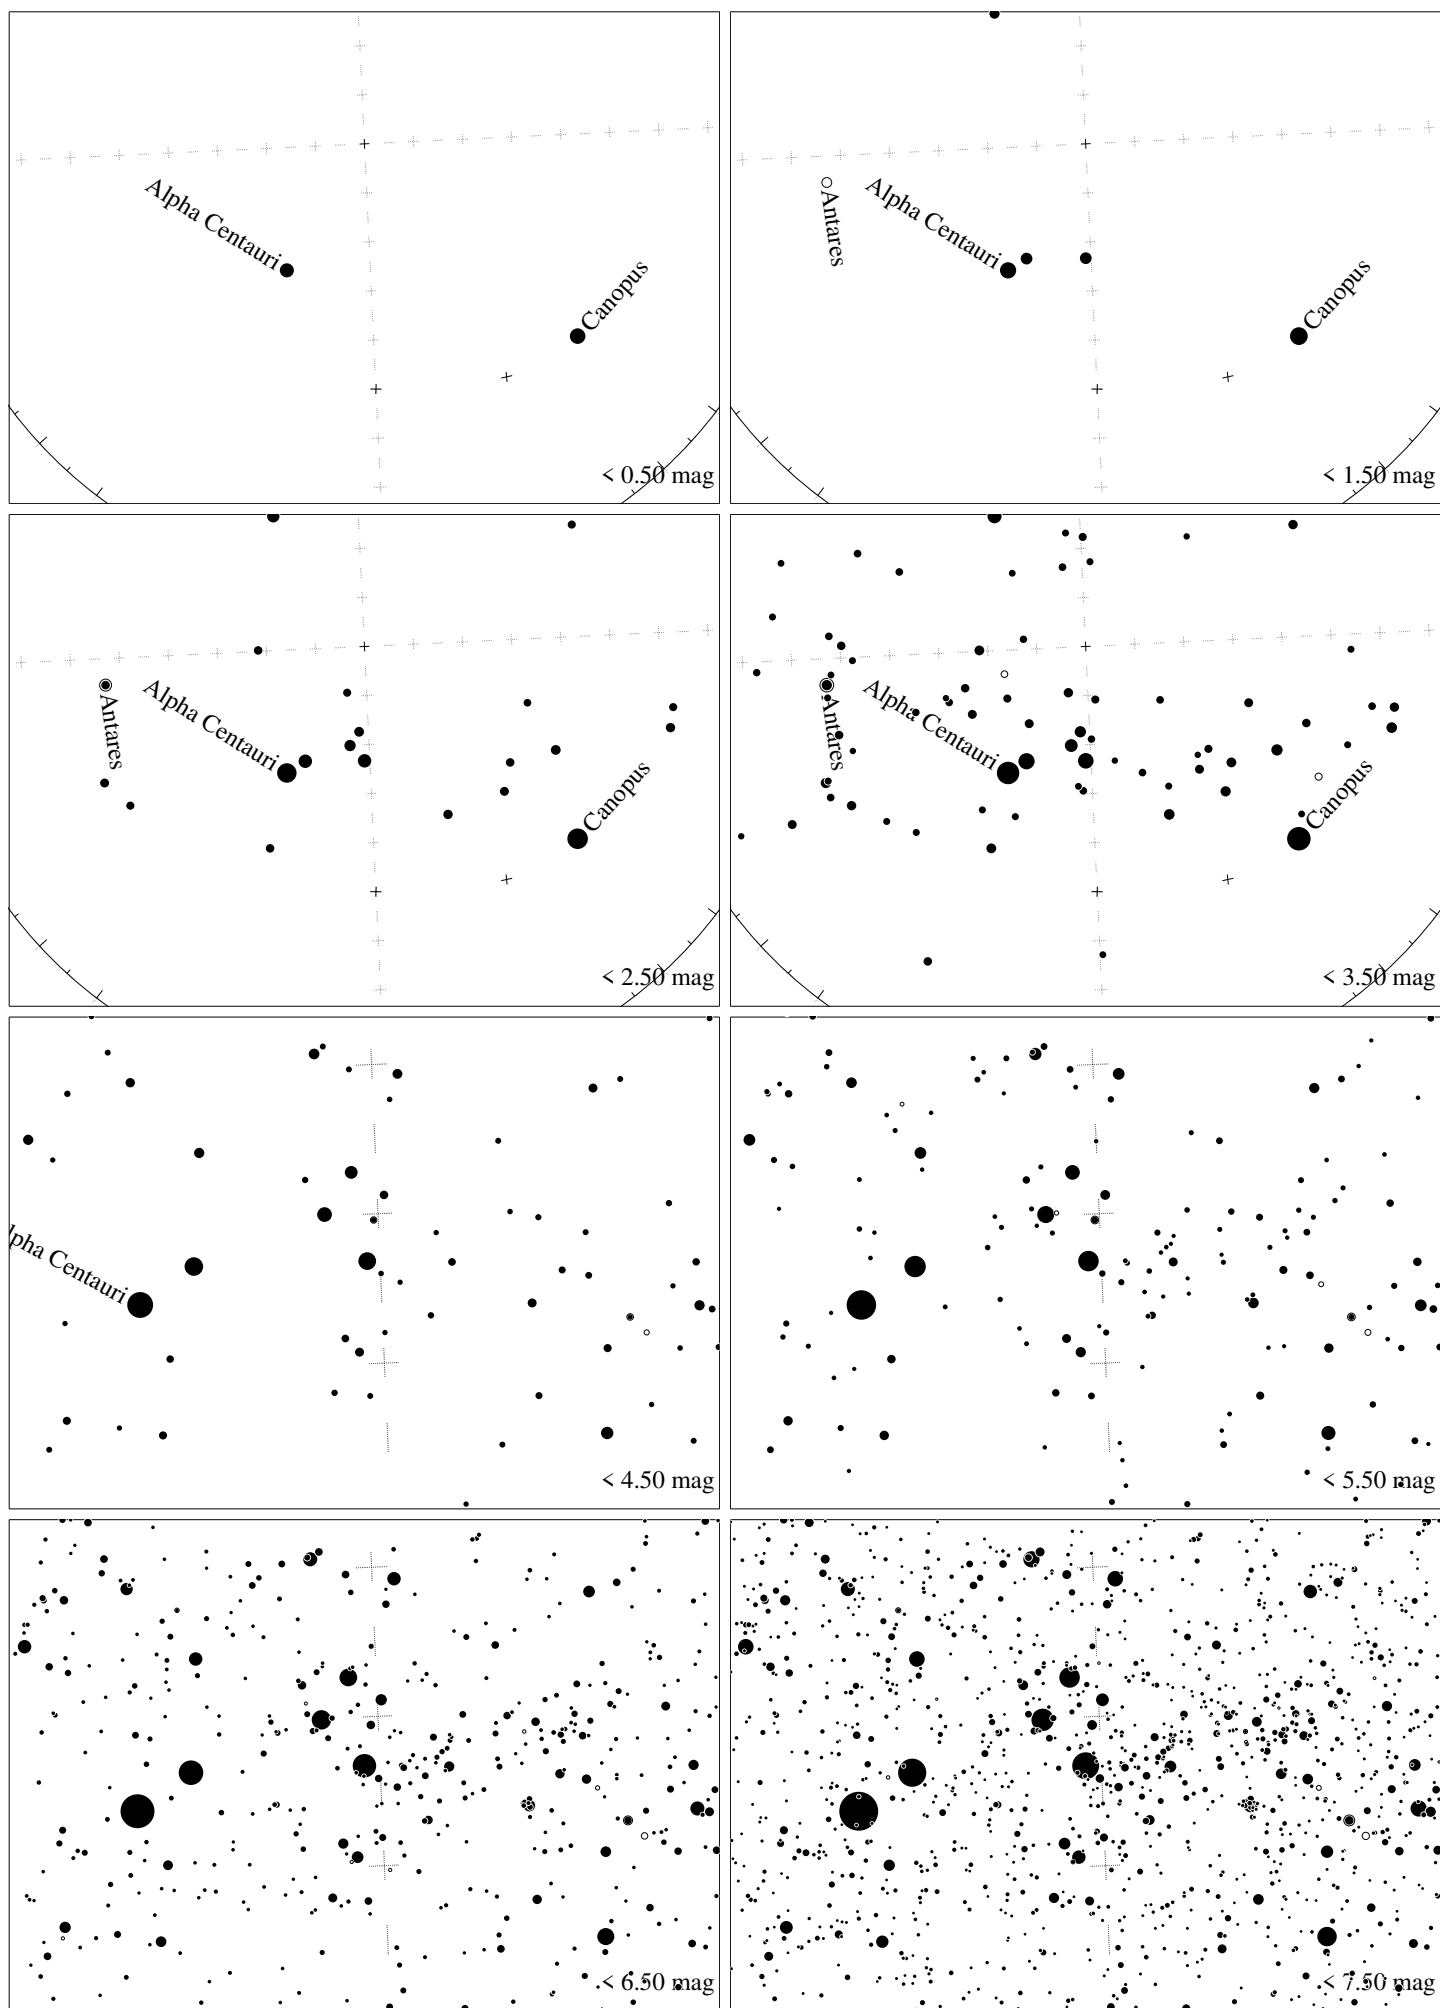 Alpha Centauri
Canopus
< 0.50 mag
Antares
Alpha Centauri
Canopus
< 1.50 mag
Antares
Alpha Centauri
Canopus
< 2.50 mag
Antares
Alpha Centauri
Canopus
< 3.50 mag
lpha Centauri
< 4.50 mag
< 5.50 mag
< 6.50 mag
< 7.50 mag